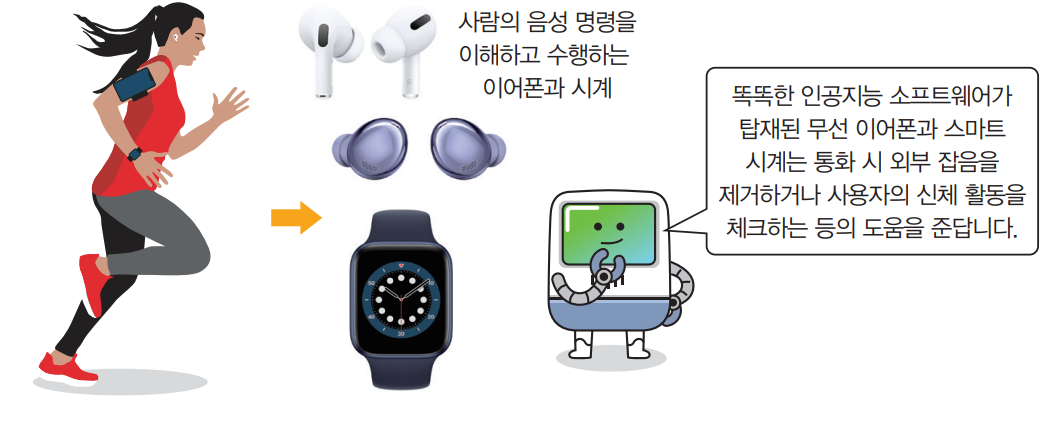 사람의 음성 명령을
이해하고 수행하는
이어폰과 시계
똑똑한 인공지능 소프트웨어가
탑재된 무선 이어폰과 스마트
시계는 통화 시 외부 잡음을
제거하거나 사용자의 신체 활동을
체크하는 등의 도움을 준답니다.